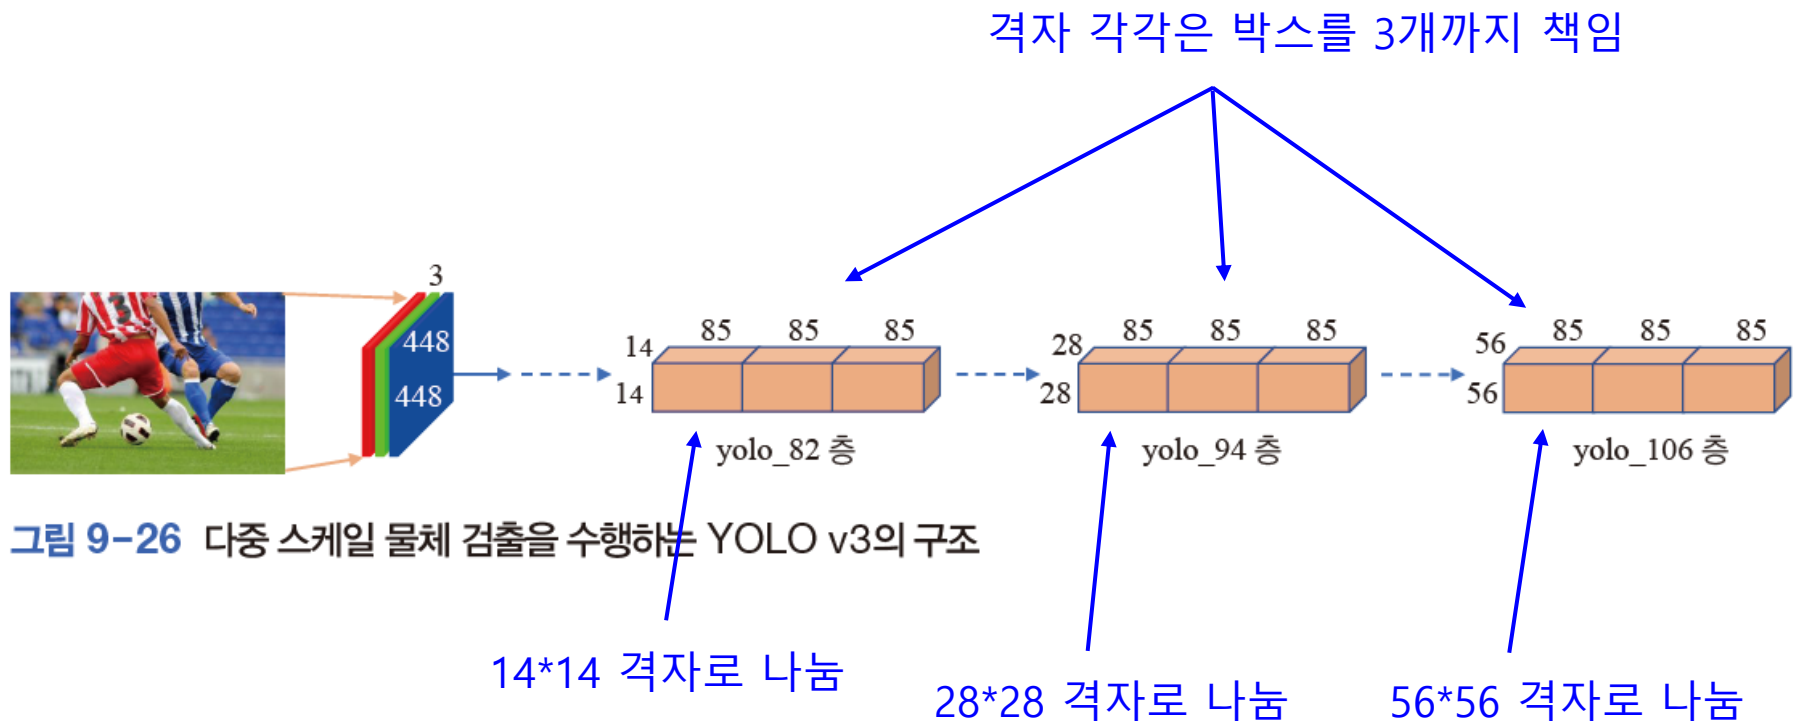 격자 각각은 박스를 3개까지 책임
3
448
448
3
14
14
85 85 85
yolo_82 층
28
28
85 85 85
yolo_94 층
56
56
85 85 85
yolo_106 층
그림 9-26 다중 스케일 물체 검출을 수행하는 YOLO v3의 구조
14*14 격자로 나눔
28*28 격자로 나눔
56*56 격자로 나눔